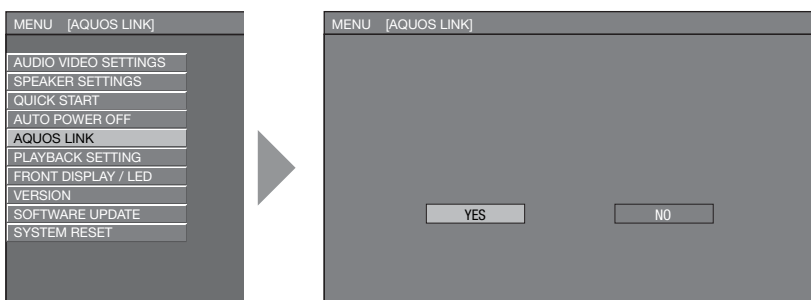 MENU [AQUOS LINK]
AUDIO VIDEO SETTINGS
SPEAKER SETTINGS
QUICK START
AUTO POWER OFF
AQUOS LINK
PLAYBACK SETTING
FRONT DISPLAY / LED
VERSION
SOFTWARE UPDATE
SYSTEM RESET
MENU [AQUOS LINK]
YES NO